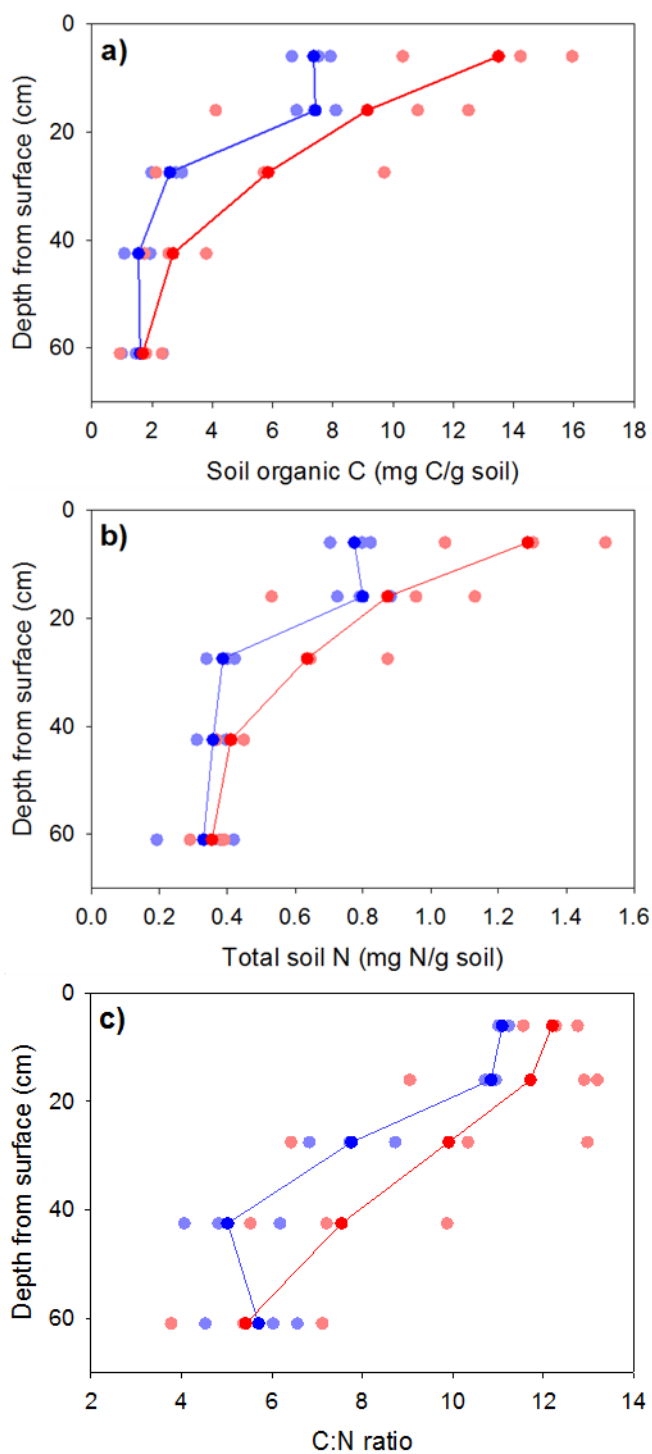 a)
Depth from surface (cm)
0
20
40
60
0 2 4 6 8 10 12 14 16 18
Soil organic C (mg C/g soil)
b)
Depth from surface (cm)
0
20
40
60
0.0 0.2 0.4 0.6 0.8 1.0 1.2 1.4 1.6
Total soil N (mg N/g soil)
c)
Depth from surface (cm)
0
20
40
60
2 4 6 8 10 12 14
C:N ratio